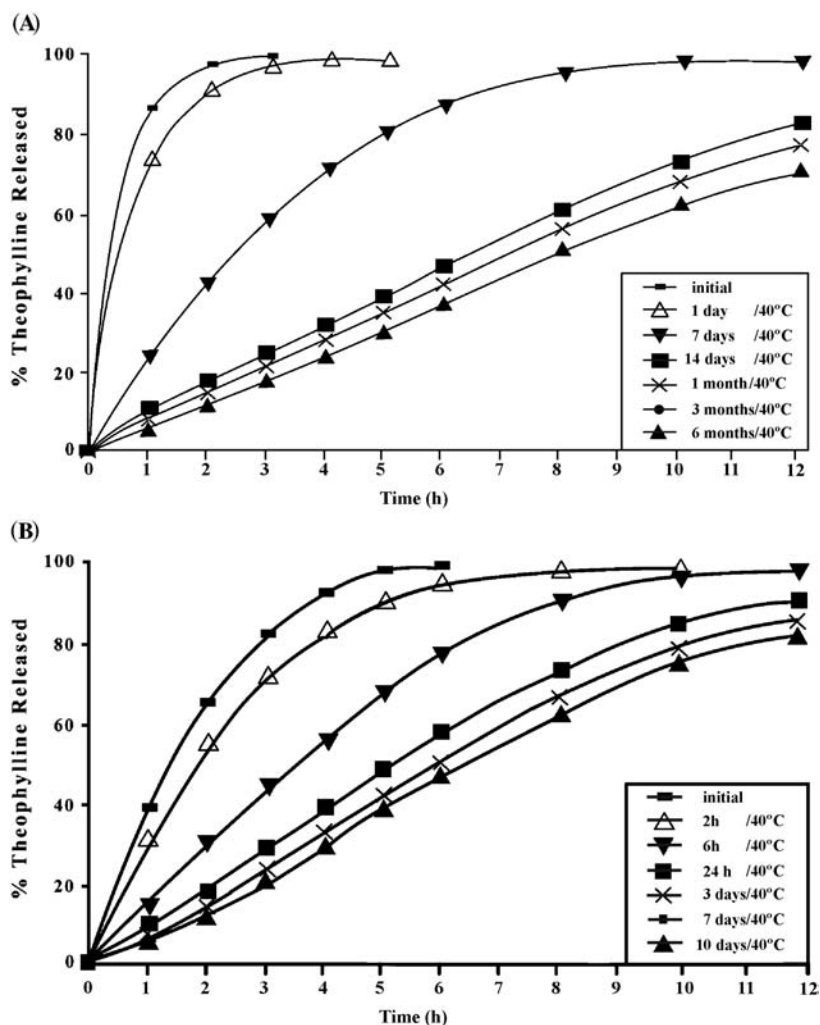 (A)
% Theophylline Released
100
80
60
40
20
0
0 1 2 3 4 5 6 7 8 9 10 11 12
Time (h)
initial
1 day /40°C
7 days /40°C
14 days /40°C
1 month/40°C
3 months/40°C
6 months/40°C
(B)
% Theophylline Released
100
80
60
40
20
0
0 1 2 3 4 5 6 7 8 9 10 11 12
Time (h)
initial
2h /40°C
6h /40°C
24 h /40°C
3 days/40°C
7 days/40°C
10 days/40°C